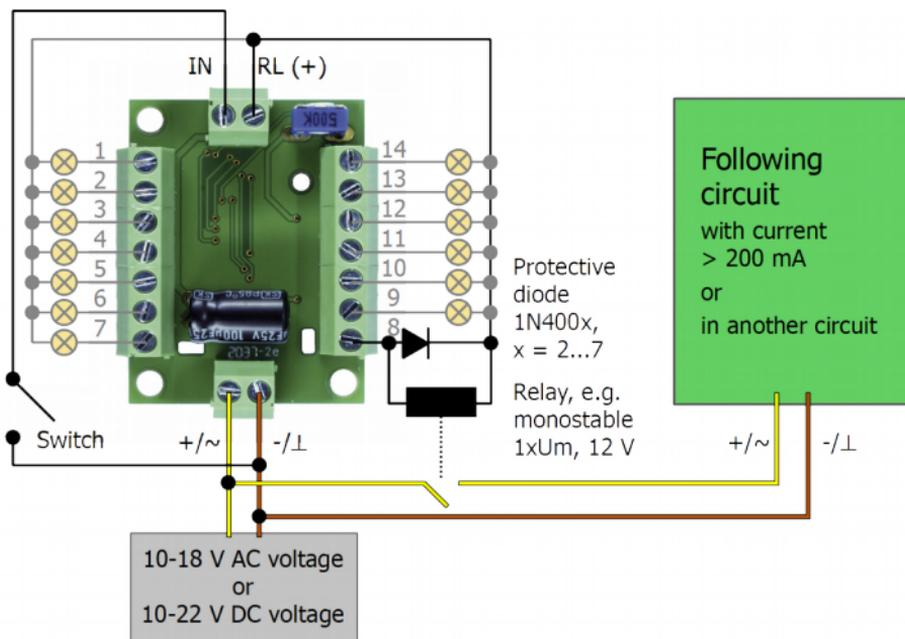 IN
RL (+)
500K
1
2
3
4
5
6
7
14
13
12
11
10
9
8
Following
circuit
with current
> 200 mA
or
in another circuit
Protective
diode
1N400x,
x = 2...7
Relay, e.g.
monostable
1xUm, 12 V
Switch
+/~
-/⊥
+/~
-/⊥
10-18 V AC voltage
or
10-22 V DC voltage